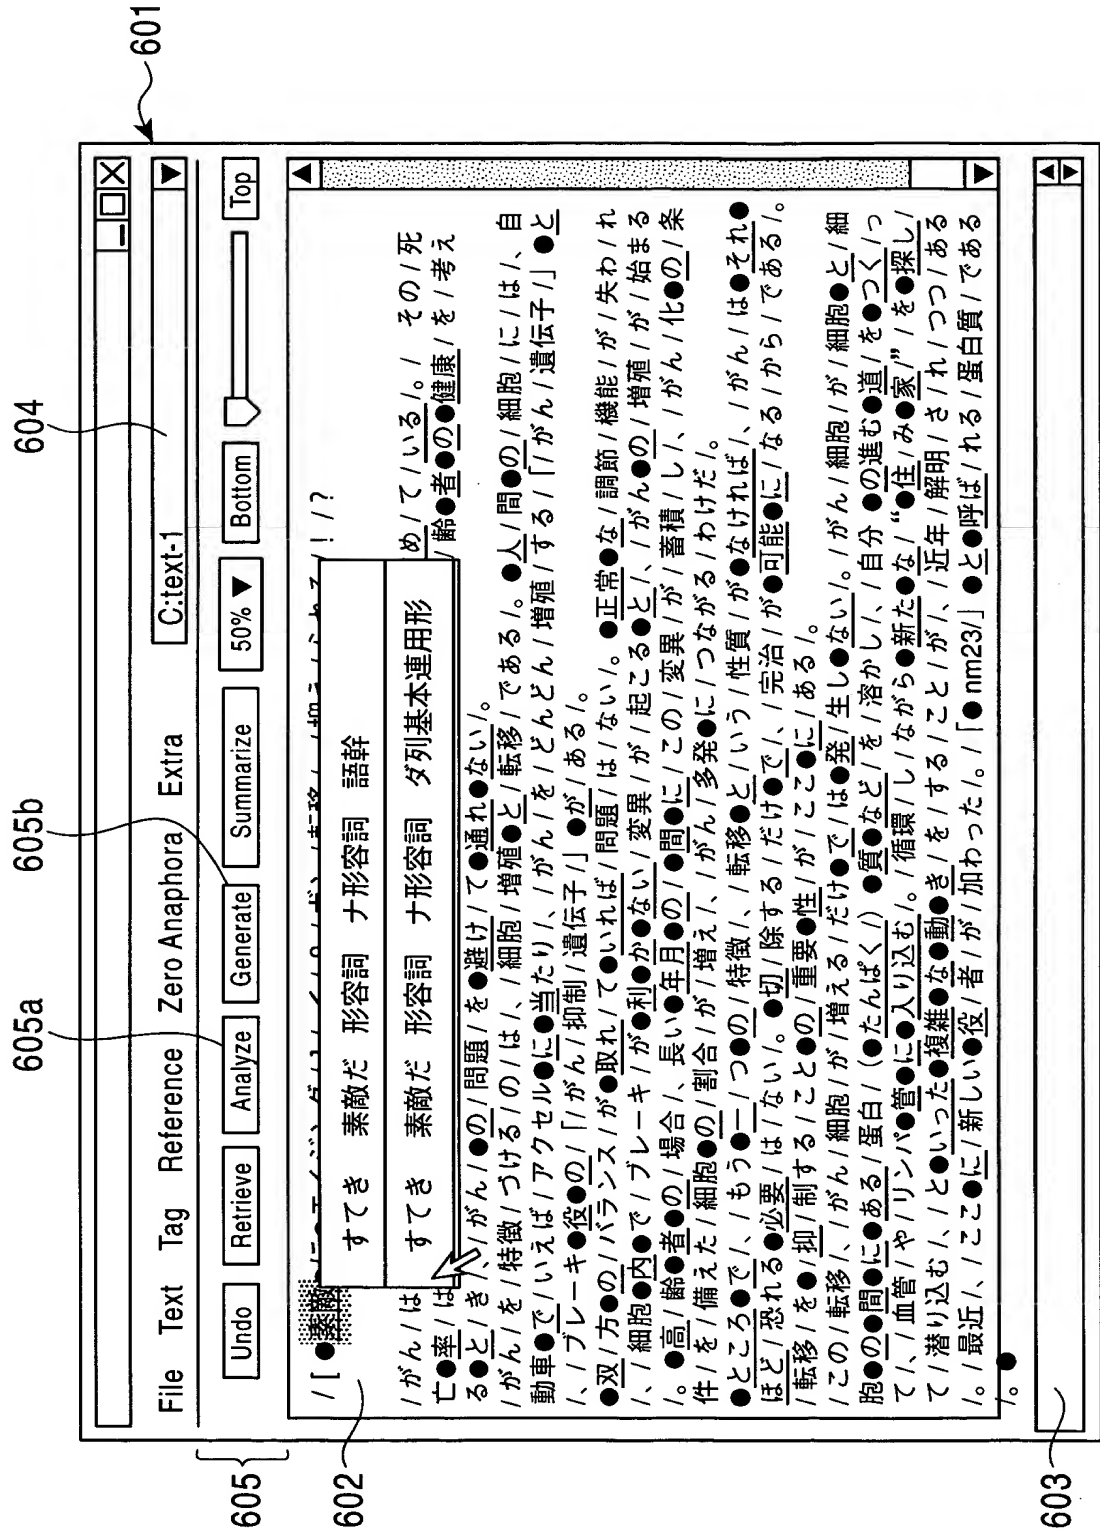 604
601
605a
605b
File Text Tag Reference Zero Anaphora Extra
C:text-1
605
Undo Retrieve Analyze Generate Summarize 50% ▼ Bottom Top
602
/ [ ●素敵
/ ! / ?
すてき 素敵だ 形容詞 ナ形容詞 語幹
すてき 素敵だ 形容詞 ナ形容詞 ダ列基本連用形
/ がん / は め / て / いる / 。 / その / 死
亡●率 / は / 齢●者●の●健康 / を / 考え
る●と / き / 、 / がん / ●の / 問題 / を●避け / て●通れ●ない / 。
/ がん / を / 特徴 / づける / の / は / 、 / 細胞 / 増殖●と / 転移 / である / 。 ●人 / 間●の / 細胞 / に / は / 、 自
動車●で / いえば / アクセル●に●当たり / 、 / がん / を / どんどん / 増殖 / する / 「 / がん / 遺伝子 / 」 ●と
/ 、 / ブレーキ●役●の / 「 / がん / 抑制 / 遺伝子 / 」 ●が / ある / 。
●双 / 方●の / バランス / が●取れ / て●いれば / 問題 / は / ない / 。 ●正常●な / 調節 / 機能 / が / 失わ / れ
/ 、 / 細胞●内●で / ブレーキ / が●利●かない / 変異 / が / 起こる●と / 、 / がん●の / 増殖 / が / 始まる
/ 。 ●高 / 齢●者●の / 場合 / 、 長い●年月●の / ●間●に / この / 変異 / が / 蓄積 / し / 、 / がん / 化●の / 条
件 / を / 備えた / 細胞●の / 割合 / が / 増え / 、 / がん / 多発●に / つながる / わけだ / 。
●ところ●で / 、 / もう●一 / つ●の / 特徴 / 、 / 転移●と / いう / 性質 / が●なければ / 、 / がん / は●それ●
ほど / 恐れる●必要 / は / ない / 。 ●切 / 除する / だけ●で / 、 / 完治 / が●可能●に / なる / から / である / 。
/ 転移 / を●抑 / 制する / こと●の / 重要●性 / が / ここ●に / ある / 。
/ この / 転移 / 、 / がん / 細胞 / が / 増える / だけ●で / は●発 / 生し●ない / 。 / がん / 細胞 / が / 細胞●と / 細
胞●の●間●に●ある / 蛋白 / ( ●たんぱく / ) ●質●など / を / 溶かし / 、 / 自分 ●の進む●道 / を●つく / っ
て / 、 / 血管 / や / リンパ●管●に●入り込む / 。 / 循環 / し / ながら●新た●な / “ ●住 / み●家 / ” / を●探し /
て / 潜り込む / 、 / と●いった●複雑●な●動●き / を / する / こと / が / 、 / 近年 / 解明 / さ / れ / つつ / ある
/ 。 / 最近 / 、 / ここ●に / 新しい●役 / 者 / が / 加わった / 。 / 「 ● nm23/」 ●と●呼ば / れる / 蛋白質 / である
/ 。 ●
603